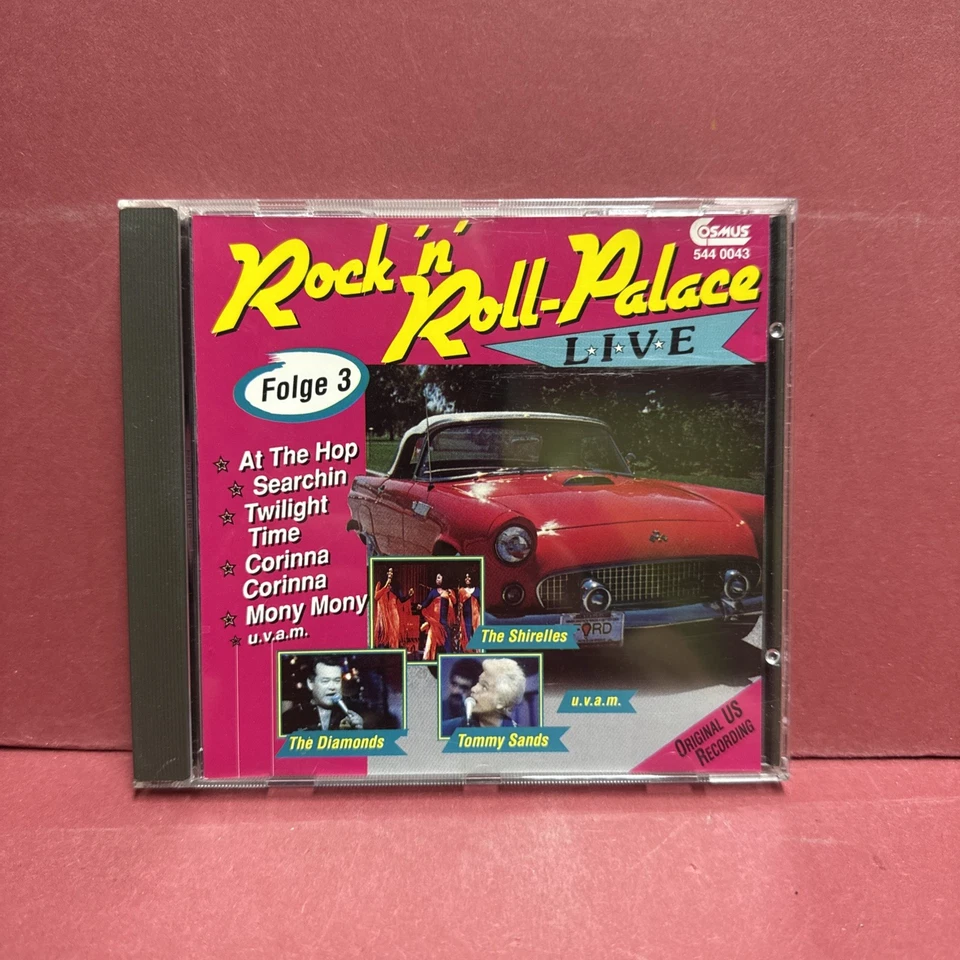 Rock 'n'
Roll-Palace
L★I★V★E
COSMUS
544 0043
Folge 3
At The Hop
Searchin
Twilight
Time
Corinna
Corinna
Mony Mony
u.v.a.m.
The Shirelles
The Diamonds
Tommy Sands
u.v.a.m.
ORIGINAL US
RECORDING